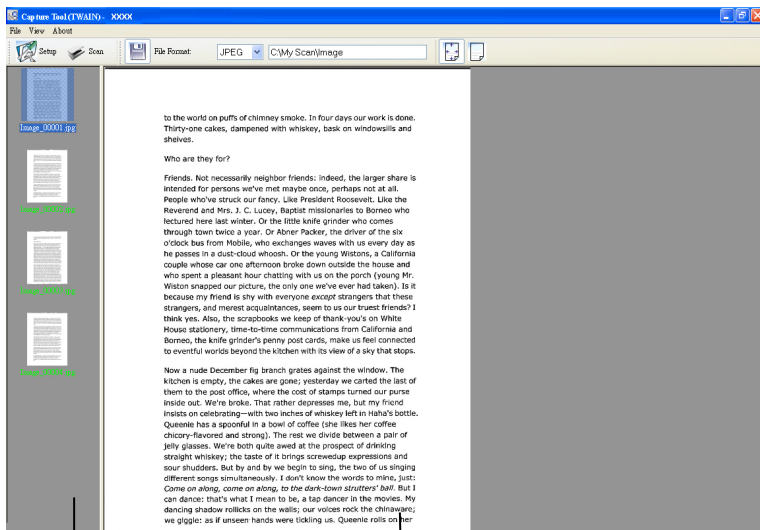 Capture Tool (TWAIN) - XXXX
File View About
Setup Scan File Format: JPEG C:\My Scan\Image
Image_00001.jpg
to the world on puffs of chimney smoke. In four days our work is done.
Thirty-one cakes, dampened with whiskey, bask on windowsills and
shelves.
Who are they for?
Friends. Not necessarily neighbor friends: indeed, the larger share is
intended for persons we've met maybe once, perhaps not at all.
People who've struck our fancy. Like President Roosevelt. Like the
Reverend and Mrs. J. C. Lucey, Baptist missionaries to Borneo who
lectured here last winter. Or the little knife grinder who comes
through town twice a year. Or Abner Packer, the driver of the six
o'clock bus from Mobile, who exchanges waves with us every day as
he passes in a dust-cloud whoosh. Or the young Wistons, a California
couple whose car one afternoon broke down outside the house and
who spent a pleasant hour chatting with us on the porch (young Mr.
Wiston snapped our picture, the only one we've ever had taken). Is it
because my friend is shy with everyone except strangers that these
strangers, and merest acquaintances, seem to us our truest friends? I
think yes. Also, the scrapbooks we keep of thank-you's on White
House stationery, time-to-time communications from California and
Borneo, the knife grinder's penny post cards, make us feel connected
to eventful worlds beyond the kitchen with its view of a sky that stops.
Now a nude December fig branch grates against the window. The
kitchen is empty, the cakes are gone; yesterday we carted the last of
them to the post office, where the cost of stamps turned our purse
inside out. We're broke. That rather depresses me, but my friend
insists on celebrating—with two inches of whiskey left in Haha's bottle.
Queenie has a spoonful in a bowl of coffee (she likes her coffee
chicory-flavored and strong). The rest we divide between a pair of
jelly glasses. We're both quite awed at the prospect of drinking
straight whiskey; the taste of it brings screwedup expressions and
sour shudders. But by and by we begin to sing, the two of us singing
different songs simultaneously. I don't know the words to mine, just:
Come on along, come on along, to the dark-town strutters' ball. But I
can dance: that's what I mean to be, a tap dancer in the movies. My
dancing shadow rollicks on the walls; our voices rock the chinaware;
we giggle: as if unseen hands were tickling us. Queenie rolls on her